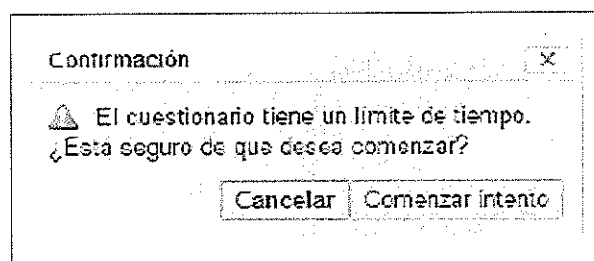 Confirmación
El cuestionario tiene un límite de tiempo.
¿Está seguro de que desea comenzar?
Cancelar Comenzar intento